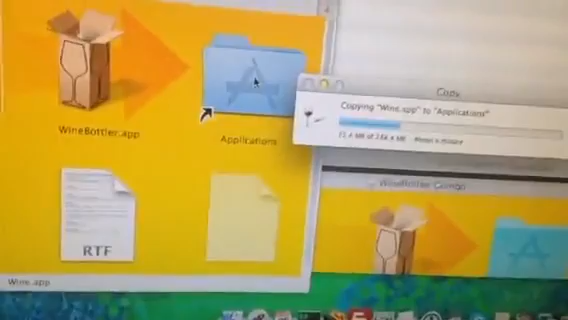 WineBottler.app
Applications
RTF
Wine.app
Copy
Copying "Wine.app" to "Applications"
WineBottler Combo